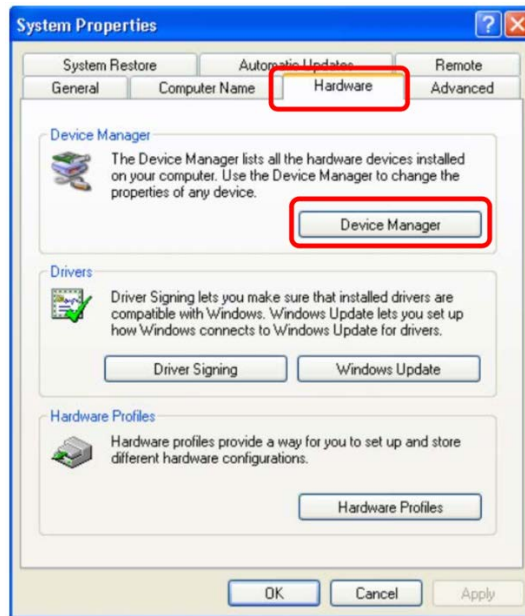 System Properties
System Restore Automatic Updates Remote
General Computer Name Hardware Advanced
Device Manager
The Device Manager lists all the hardware devices installed
on your computer. Use the Device Manager to change the
properties of any device.
Device Manager
Drivers
Driver Signing lets you make sure that installed drivers are
compatible with Windows. Windows Update lets you set up
how Windows connects to Windows Update for drivers.
Driver Signing Windows Update
Hardware Profiles
Hardware profiles provide a way for you to set up and store
different hardware configurations.
Hardware Profiles
OK Cancel Apply